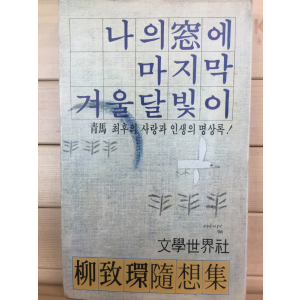 나의窓에
마지막
겨울달빛이
靑馬 최후의 사랑과 인생의 명상록!
文學世界社
柳致環隨想集